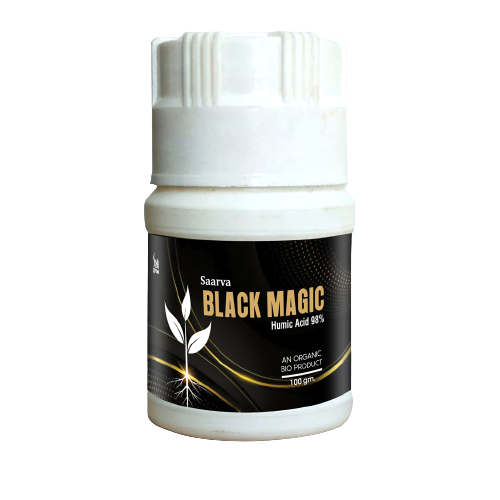 Saarva
BLACK MAGIC
Humic Acid 98%
AN ORGANIC
BIO PRODUCT
100 gm.